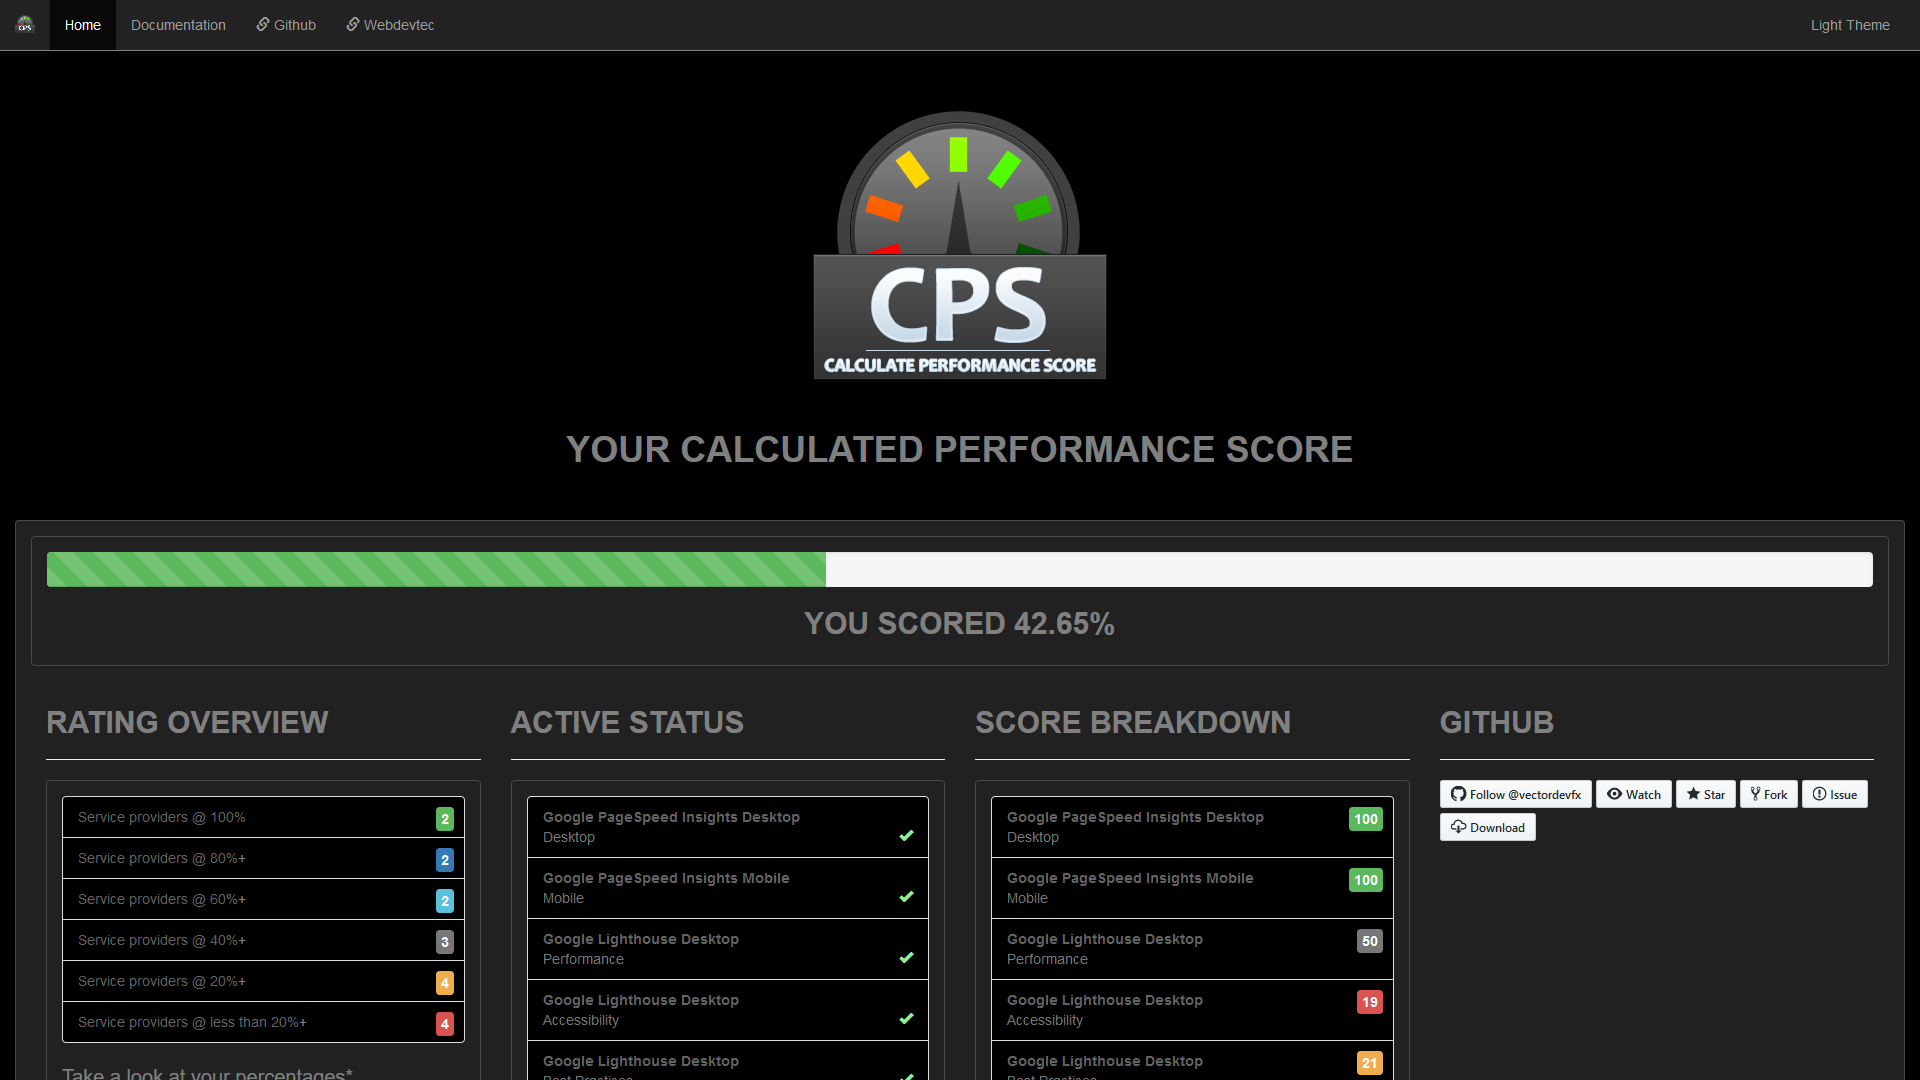 Home
Documentation
Github
Webdevtec
Light Theme
CPS
CALCULATE PERFORMANCE SCORE
YOUR CALCULATED PERFORMANCE SCORE
YOU SCORED 42.65%
RATING OVERVIEW
Service providers @ 100% 2
Service providers @ 80%+ 2
Service providers @ 60%+ 2
Service providers @ 40%+ 3
Service providers @ 20%+ 4
Service providers @ less than 20%+ 4
Take a look at your percentages*
ACTIVE STATUS
Google PageSpeed Insights Desktop
Desktop
Google PageSpeed Insights Mobile
Mobile
Google Lighthouse Desktop
Performance
Google Lighthouse Desktop
Accessibility
Google Lighthouse Desktop
Best Practices
SCORE BREAKDOWN
Google PageSpeed Insights Desktop 100
Desktop
Google PageSpeed Insights Mobile 100
Mobile
Google Lighthouse Desktop 50
Performance
Google Lighthouse Desktop 19
Accessibility
Google Lighthouse Desktop 21
Best Practices
GITHUB
Follow @vectordevfx
Watch
Star
Fork
Issue
Download